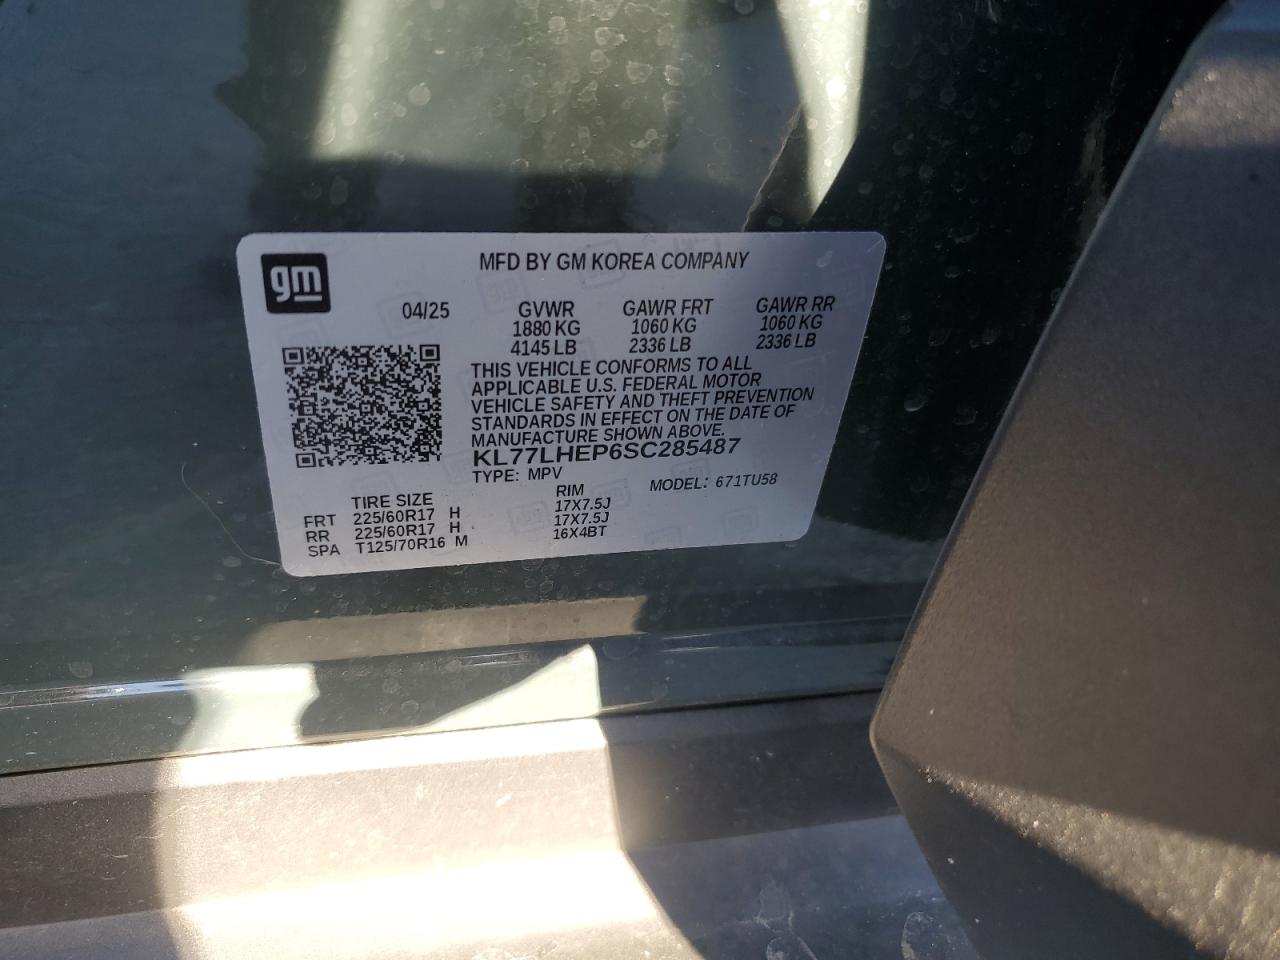 gm
MFD BY GM KOREA COMPANY
04/25 GVWR GAWR FRT GAWR RR
1880 KG 1060 KG 1060 KG
4145 LB 2336 LB 2336 LB
THIS VEHICLE CONFORMS TO ALL
APPLICABLE U.S. FEDERAL MOTOR
VEHICLE SAFETY AND THEFT PREVENTION
STANDARDS IN EFFECT ON THE DATE OF
MANUFACTURE SHOWN ABOVE.
KL77LHEP6SC285487
TYPE: MPV MODEL: 671TU58
TIRE SIZE RIM
FRT 225/60R17 H 17X7.5J
RR 225/60R17 H 17X7.5J
SPA T125/70R16 M 16X4BT